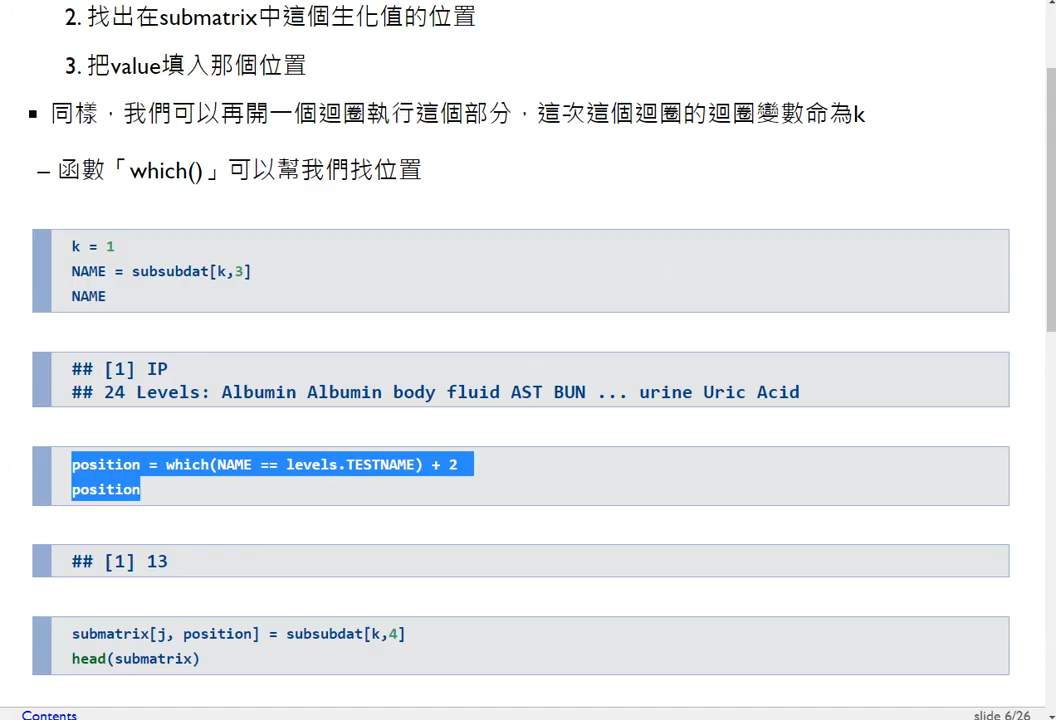 2. 找出在submatrix中這個生化值的位置
3. 把value填入那個位置
▪ 同樣，我們可以再開一個迴圈執行這個部分，這次這個迴圈的迴圈變數命為k
– 函數「which()」可以幫我們找位置
k = 1
NAME = subsubdat[k,3]
NAME
## [1] IP
## 24 Levels: Albumin Albumin body fluid AST BUN ... urine Uric Acid
position = which(NAME == levels.TESTNAME) + 2
position
## [1] 13
submatrix[j, position] = subsubdat[k,4]
head(submatrix)
Contents
slide 6/26